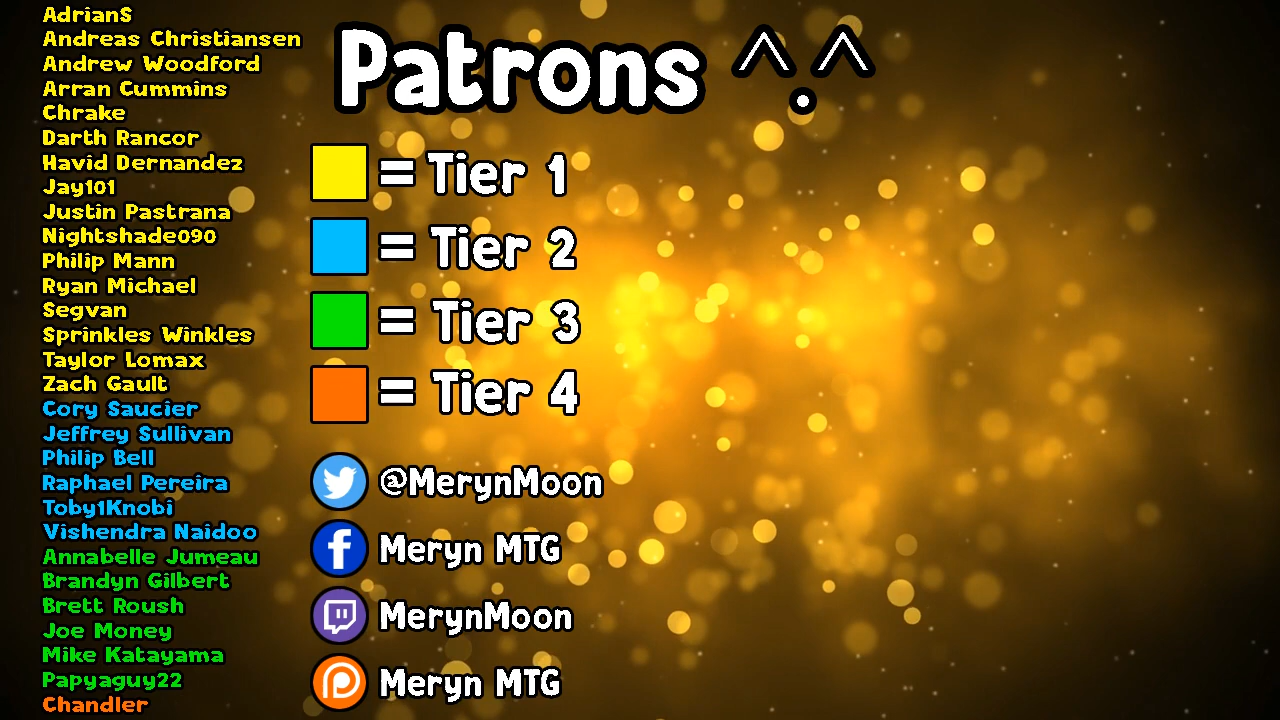 AdrianS
Andreas Christiansen
Andrew Woodford
Arran Cummins
Chrake
Darth Rancor
Havid Dernandez
Jay101
Justin Pastrana
Nightshade090
Philip Mann
Ryan Michael
Segvan
Sprinkles Winkles
Taylor Lomax
Zach Gault
Cory Saucier
Jeffrey Sullivan
Philip Bell
Raphael Pereira
Toby1Knobi
Vishendra Naidoo
Annabelle Jumeau
Brandyn Gilbert
Brett Roush
Joe Money
Mike Katayama
Papyaguy22
Chandler
Patrons ^.^
= Tier 1
= Tier 2
= Tier 3
= Tier 4
@MerynMoon
Meryn MTG
MerynMoon
Meryn MTG